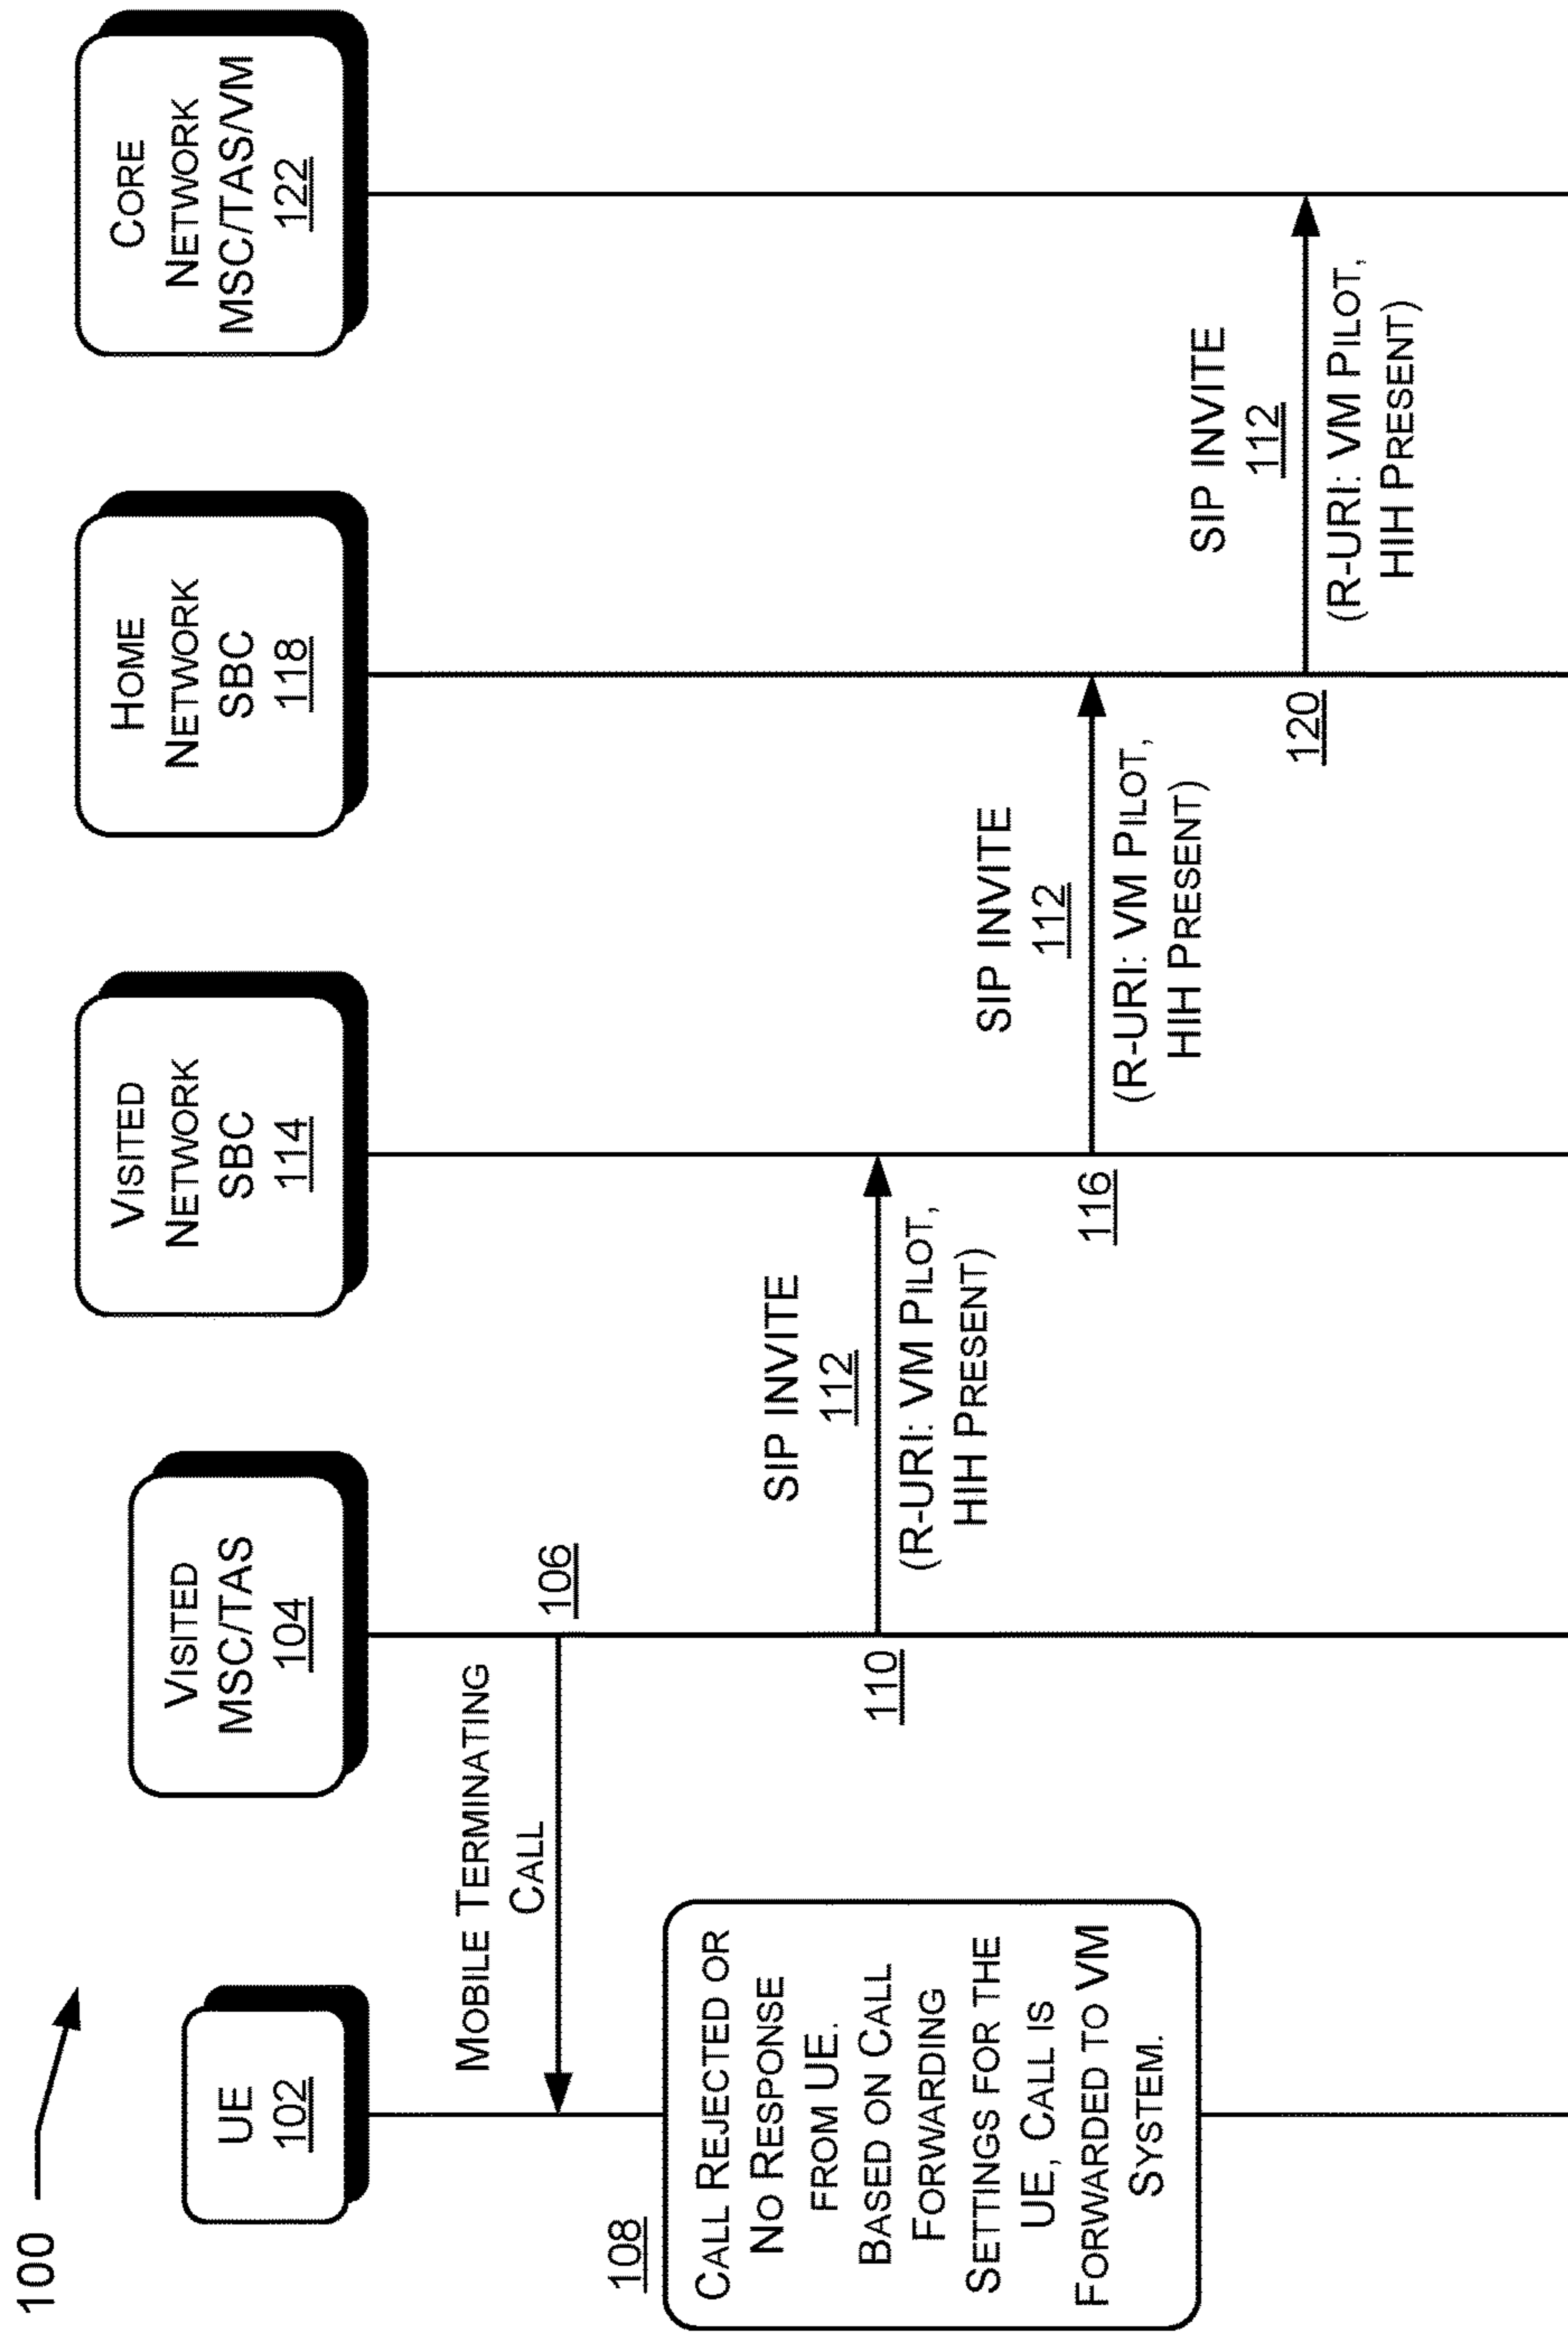 100
UE
102
VISITED
MSC/TAS
104
VISITED
NETWORK
SBC
114
HOME
NETWORK
SBC
118
CORE
NETWORK
MSC/TAS/VM
122
MOBILE TERMINATING
CALL
106
108
CALL REJECTED OR
NO RESPONSE
FROM UE.
BASED ON CALL
FORWARDING
SETTINGS FOR THE
UE, CALL IS
FORWARDED TO VM
SYSTEM.
110
SIP INVITE
112
(R-URI: VM PILOT,
HIH PRESENT)
116
SIP INVITE
112
(R-URI: VM PILOT,
HIH PRESENT)
120
SIP INVITE
112
(R-URI: VM PILOT,
HIH PRESENT)